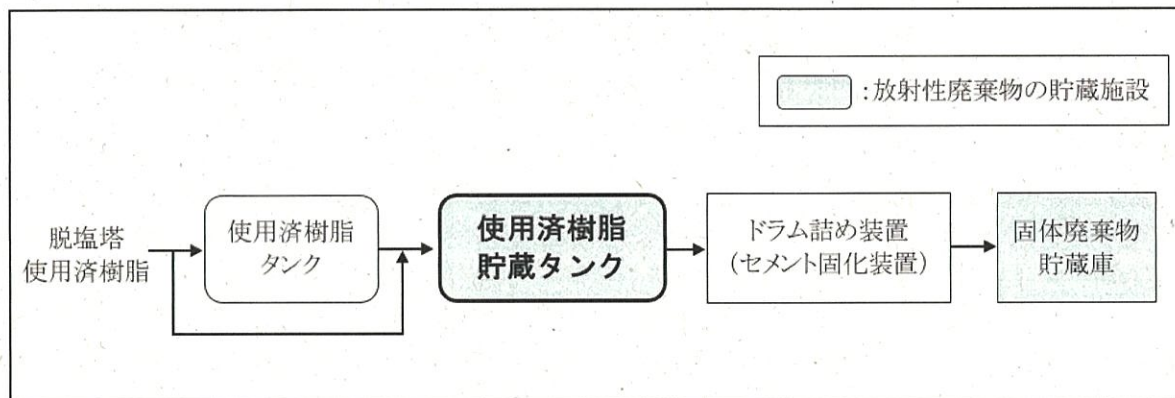 :放射性廃棄物の貯蔵施設
脱塩塔
使用済樹脂
使用済樹脂
タンク
使用済樹脂
貯蔵タンク
ドラム詰め装置
(セメント固化装置)
固体廃棄物
貯蔵庫